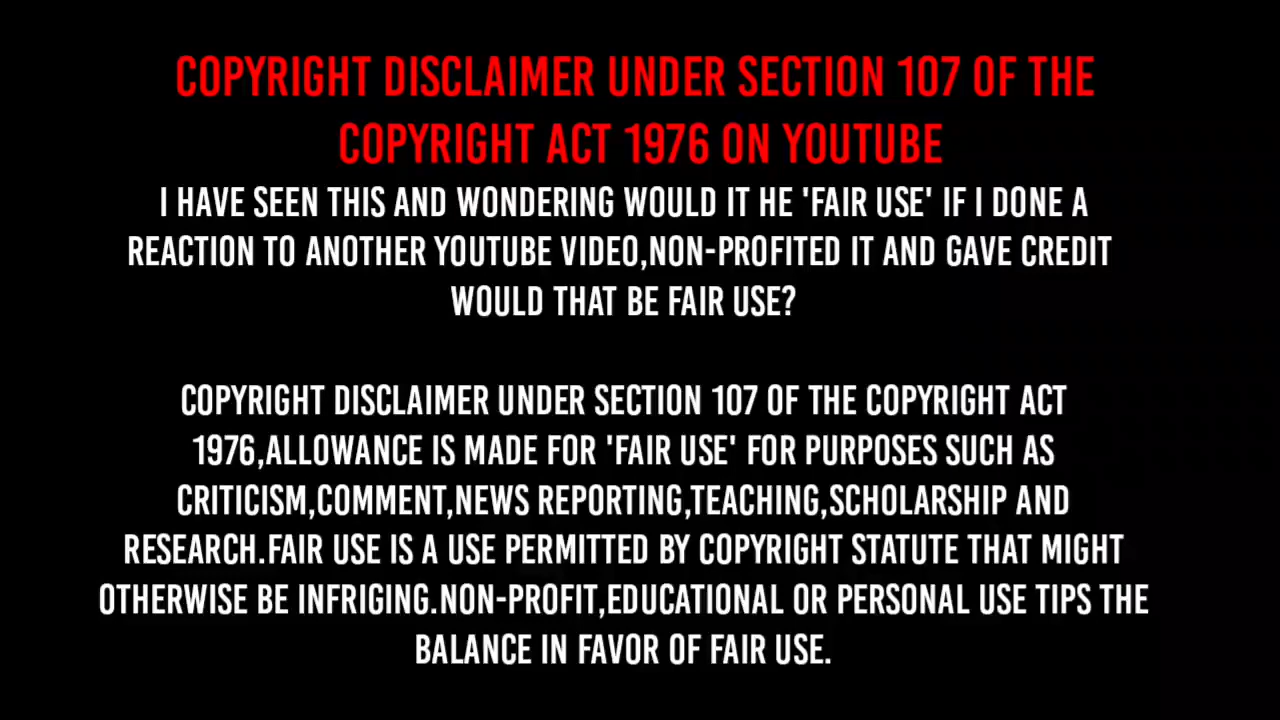 COPYRIGHT DISCLAIMER UNDER SECTION 107 OF THE
COPYRIGHT ACT 1976 ON YOUTUBE
I HAVE SEEN THIS AND WONDERING WOULD IT HE 'FAIR USE' IF I DONE A
REACTION TO ANOTHER YOUTUBE VIDEO,NON-PROFITED IT AND GAVE CREDIT
WOULD THAT BE FAIR USE?
COPYRIGHT DISCLAIMER UNDER SECTION 107 OF THE COPYRIGHT ACT
1976,ALLOWANCE IS MADE FOR 'FAIR USE' FOR PURPOSES SUCH AS
CRITICISM,COMMENT,NEWS REPORTING,TEACHING,SCHOLARSHIP AND
RESEARCH.FAIR USE IS A USE PERMITTED BY COPYRIGHT STATUTE THAT MIGHT
OTHERWISE BE INFRIGING.NON-PROFIT,EDUCATIONAL OR PERSONAL USE TIPS THE
BALANCE IN FAVOR OF FAIR USE.